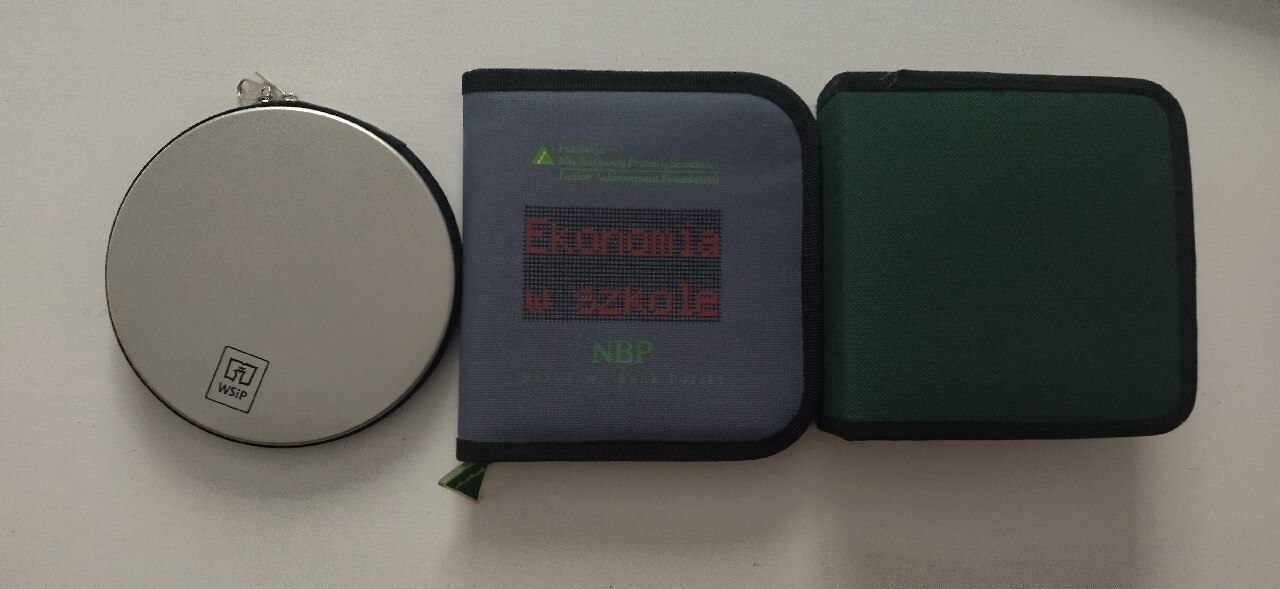 WSiP
Fundacja
Młodzieżowej Przedsiębiorczości
Junior Achievement Foundation
Ekonomia
w szkole
NBP
Narodowy Bank Polski